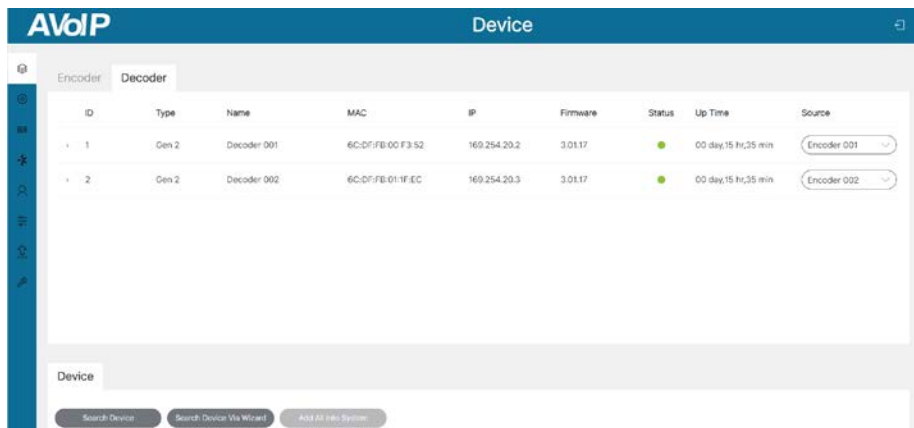 AVoIP Device
Encoder Decoder
ID Type Name MAC IP Firmware Status Up Time Source
1 Gen 2 Decoder 001 6C:DF:FB:00:F3:52 169.254.20.2 3.01.17 00 day,15 hr,35 min Encoder 001
2 Gen 2 Decoder 002 6C:DF:FB:01:1F:EC 169.254.20.3 3.01.17 00 day,15 hr,35 min Encoder 002
Device
Search Device Search Device Via Wizard Add All Into System